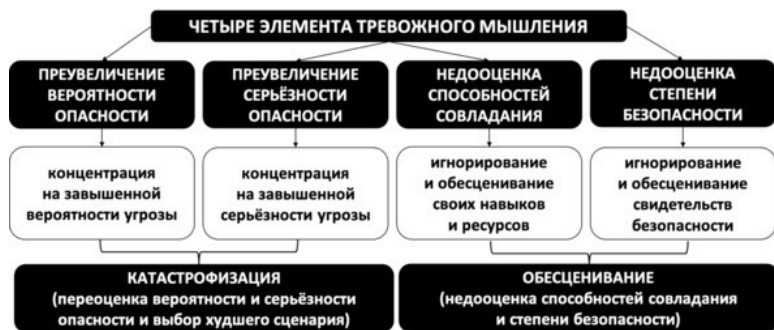 ЧЕТЫРЕ ЭЛЕМЕНТА ТРЕВОЖНОГО МЫШЛЕНИЯ
ПРЕУВЕЛИЧЕНИЕ
ВЕРОЯТНОСТИ
ОПАСНОСТИ
ПРЕУВЕЛИЧЕНИЕ
СЕРЬЁЗНОСТИ
ОПАСНОСТИ
НЕДООЦЕНКА
СПОСОБНОСТЕЙ
СОВЛАДАНИЯ
НЕДООЦЕНКА
СТЕПЕНИ
БЕЗОПАСНОСТИ
концентрация
на завышенной
вероятности угрозы
концентрация
на завышенной
серьёзности угрозы
игнорирование
и обесценивание
своих навыков
и ресурсов
игнорирование
и обесценивание
свидетельств
безопасности
КАТАСТРОФИЗАЦИЯ
(переоценка вероятности и серьёзности
опасности и выбор худшего сценария)
ОБЕСЦЕНИВАНИЕ
(недооценка способностей совладания
и степени безопасности)